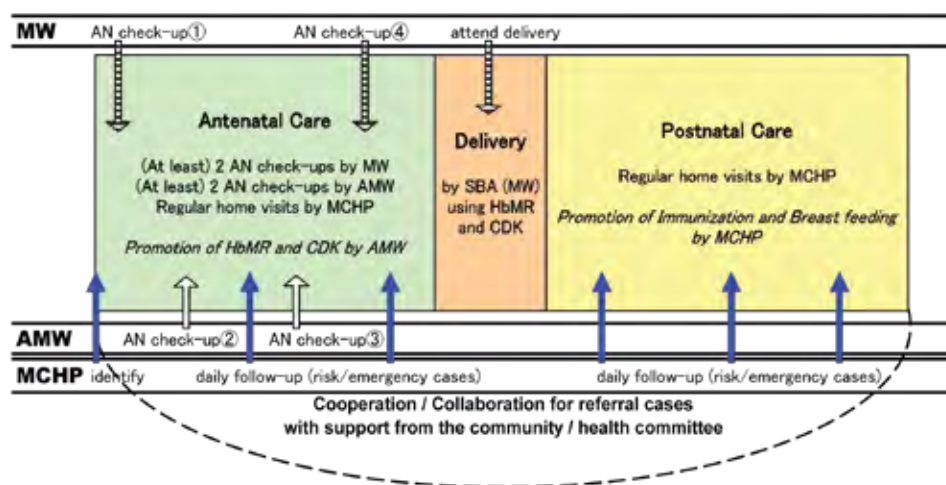 MW AN check-up① AN check-up④ attend delivery
Antenatal Care
(At least) 2 AN check-ups by MW
(At least) 2 AN check-ups by AMW
Regular home visits by MCHP
Promotion of HbMR and CDK by AMW
Delivery
by SBA (MW)
using HbMR
and CDK
Postnatal Care
Regular home visits by MCHP
Promotion of Immunization and Breast feeding
by MCHP
AMW AN check-up② AN check-up③
MCHP identify daily follow-up (risk/emergency cases) daily follow-up (risk/emergency cases)
Cooperation / Collaboration for referral cases
with support from the community / health committee